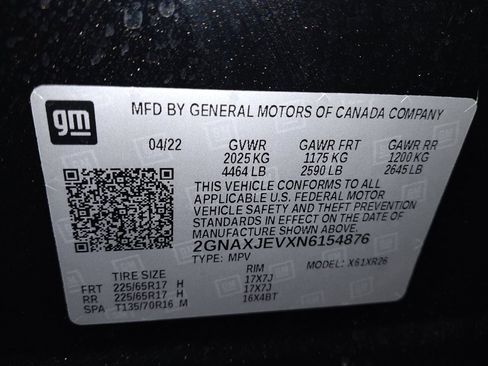 gm
MFD BY GENERAL MOTORS OF CANADA COMPANY
04/22 GVWR GAWR FRT GAWR RR
2025 KG 1175 KG 1200 KG
4464 LB 2590 LB 2645 LB
THIS VEHICLE CONFORMS TO ALL
APPLICABLE U.S. FEDERAL MOTOR
VEHICLE SAFETY AND THEFT PREVENTION
STANDARDS IN EFFECT ON THE DATE OF
MANUFACTURE SHOWN ABOVE.
2GNAXJEVXN6154876
TYPE: MPV MODEL: X61XR26
TIRE SIZE RIM
FRT 225/65R17 H 17X7J
RR 225/65R17 H 17X7J
SPA T135/70R16 M 16X4BT